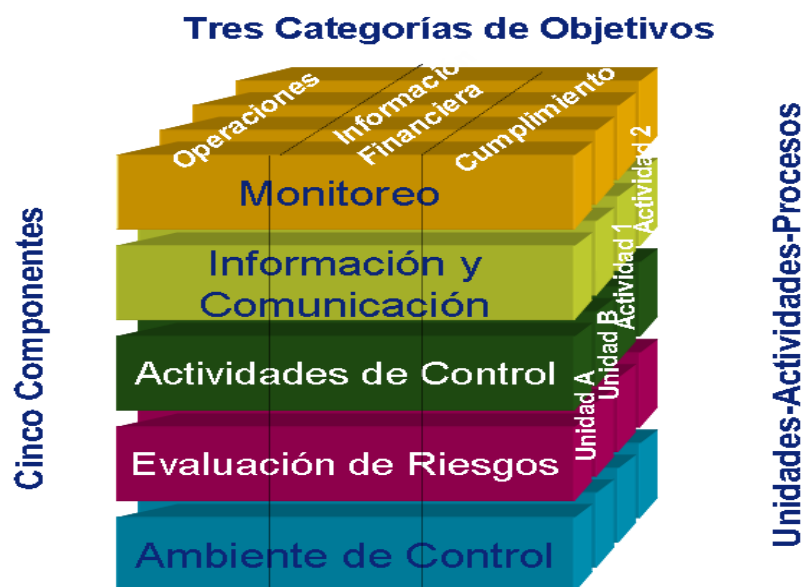 Tres Categorías de Objetivos
Operaciones
Informació
Financiera
Cumplimiento
Monitoreo
Información y
Comunicación
Actividades de Control
Evaluación de Riesgos
Ambiente de Control
Unidad A
Unidad B
Actividad 1
Actividad 2
Cinco Componentes
Unidades-Actividades-Procesos